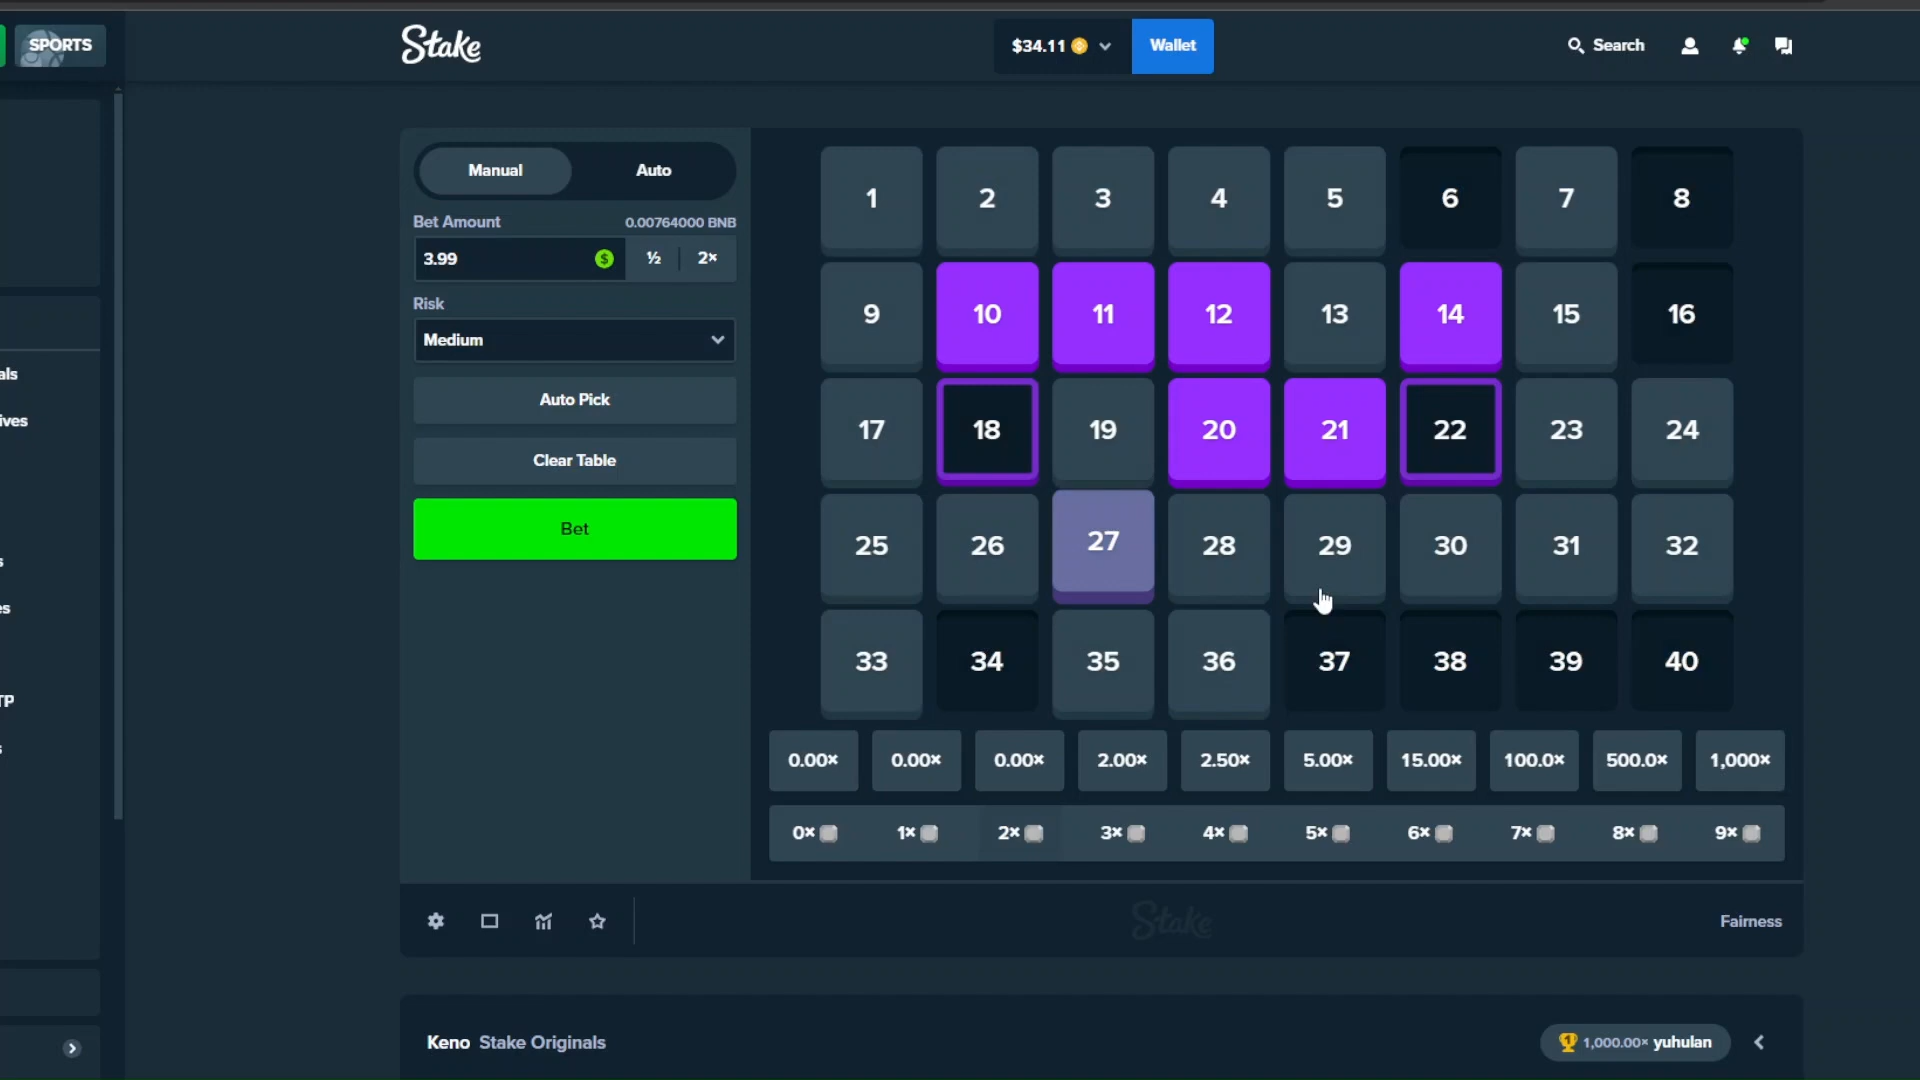 SPORTS
Stake
$34.11
Wallet
Search
Manual
Auto
Bet Amount
0.00764000 BNB
3.99
½
2×
Risk
Medium
Auto Pick
Clear Table
Bet
1 2 3 4 5 6 7 8
9 10 11 12 13 14 15 16
17 18 19 20 21 22 23 24
25 26 27 28 29 30 31 32
33 34 35 36 37 38 39 40
0.00× 0.00× 0.00× 2.00× 2.50× 5.00× 15.00× 100.0× 500.0× 1,000×
0× 1× 2× 3× 4× 5× 6× 7× 8× 9×
als
ives
s
es
TP
s
Stake
Fairness
Keno Stake Originals
1,000.00× yuhulan